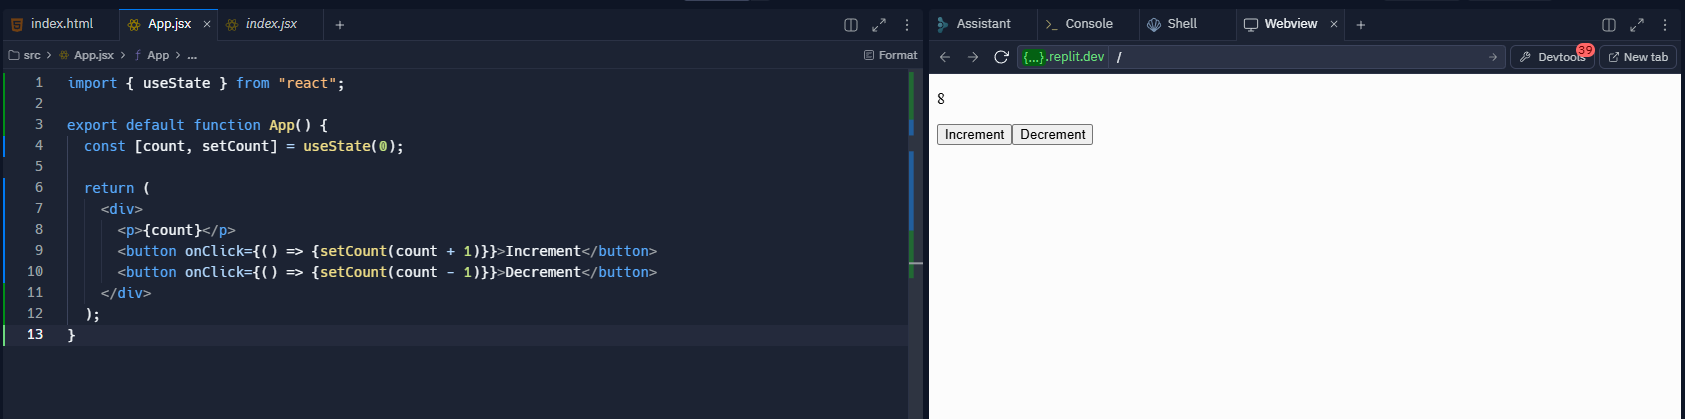 index.html App.jsx × index.jsx +
src > App.jsx > ƒ App > ... Format
1 import { useState } from "react";
2
3 export default function App() {
4 const [count, setCount] = useState(0);
5
6 return (
7 <div>
8 <p>{count}</p>
9 <button onClick={() => {setCount(count + 1)}}>Increment</button>
10 <button onClick={() => {setCount(count - 1)}}>Decrement</button>
11 </div>
12 );
13 }
Assistant Console Shell Webview × +
{...}.replit.dev / Devtools 39 New tab
8
Increment Decrement